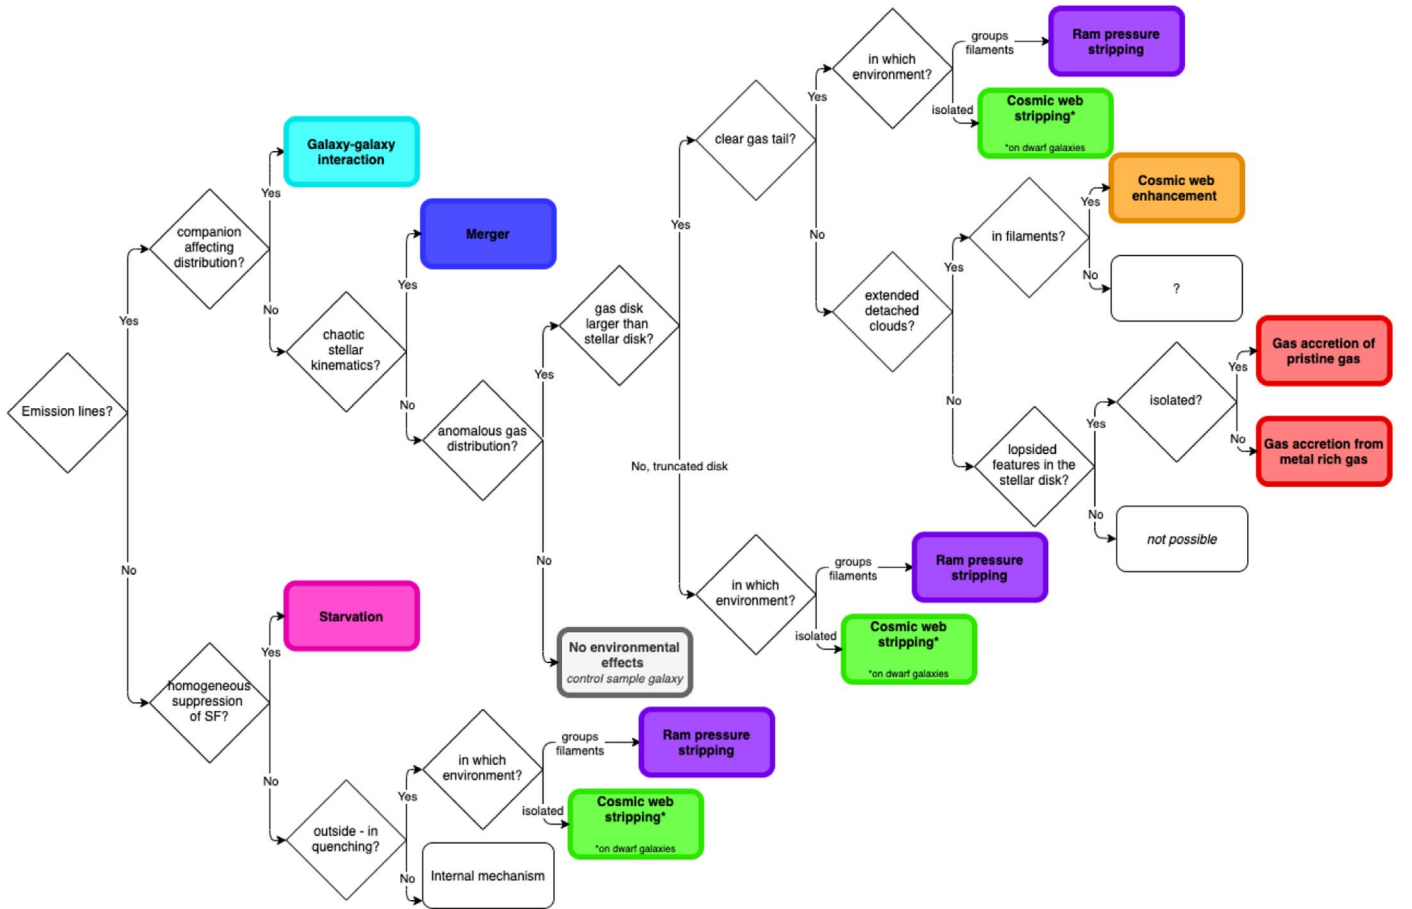 Emission lines?
Yes
No
companion
affecting
distribution?
Yes
No
Galaxy-galaxy
interaction
chaotic
stellar
kinematics?
Yes
No
Merger
anomalous gas
distribution?
Yes
No
gas disk
larger than
stellar disk?
Yes
No, truncated disk
clear gas tail?
Yes
No
in which
environment?
groups
filaments
isolated
Ram pressure
stripping
Cosmic web
stripping*
*on dwarf galaxies
extended
detached
clouds?
Yes
No
in filaments?
Yes
No
Cosmic web
enhancement
?
lopsided
features in the
stellar disk?
Yes
No
isolated?
Yes
No
Gas accretion of
pristine gas
Gas accretion from
metal rich gas
not possible
in which
environment?
groups
filaments
isolated
Ram pressure
stripping
Cosmic web
stripping*
*on dwarf galaxies
No environmental
effects
control sample galaxy
homogeneous
suppression
of SF?
Yes
No
Starvation
outside - in
quenching?
Yes
No
in which
environment?
groups
filaments
isolated
Ram pressure
stripping
Cosmic web
stripping*
*on dwarf galaxies
Internal mechanism